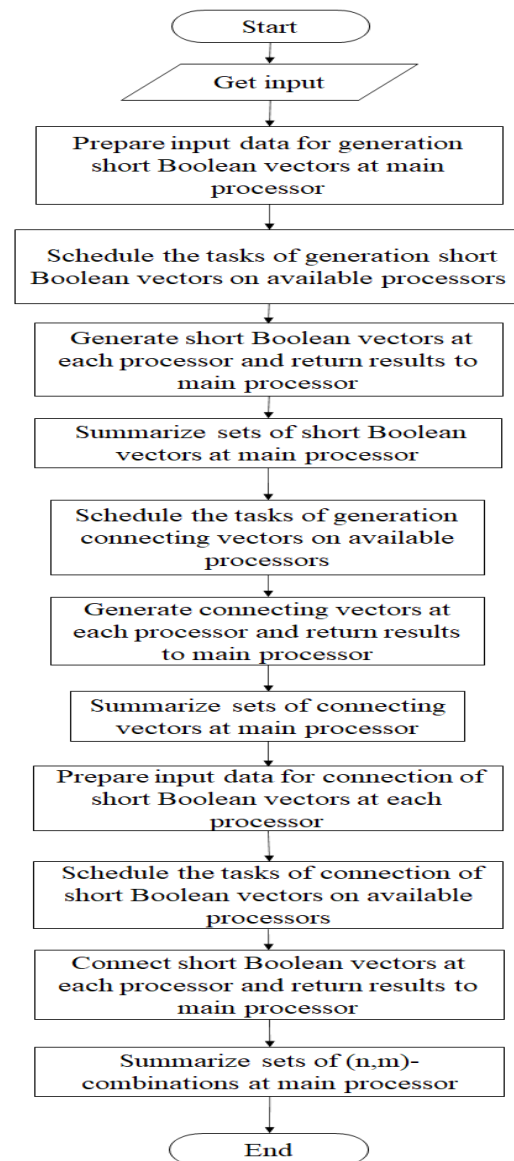 Start
Get input
Prepare input data for generation
short Boolean vectors at main
processor
Schedule the tasks of generation short
Boolean vectors on available processors
Generate short Boolean vectors at
each processor and return results to
main processor
Summarize sets of short Boolean
vectors at main processor
Schedule the tasks of generation
connecting vectors on available
processors
Generate connecting vectors at
each processor and return results
to main processor
Summarize sets of connecting
vectors at main processor
Prepare input data for connection of
short Boolean vectors at each
processor
Schedule the tasks of connection of
short Boolean vectors on available
processors
Connect short Boolean vectors at
each processor and return results to
main processor
Summarize sets of (n,m)-
combinations at main processor
End